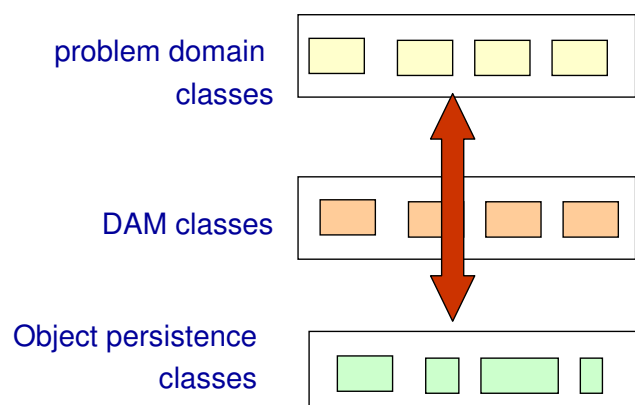 problem domain
classes
DAM classes
Object persistence
classes